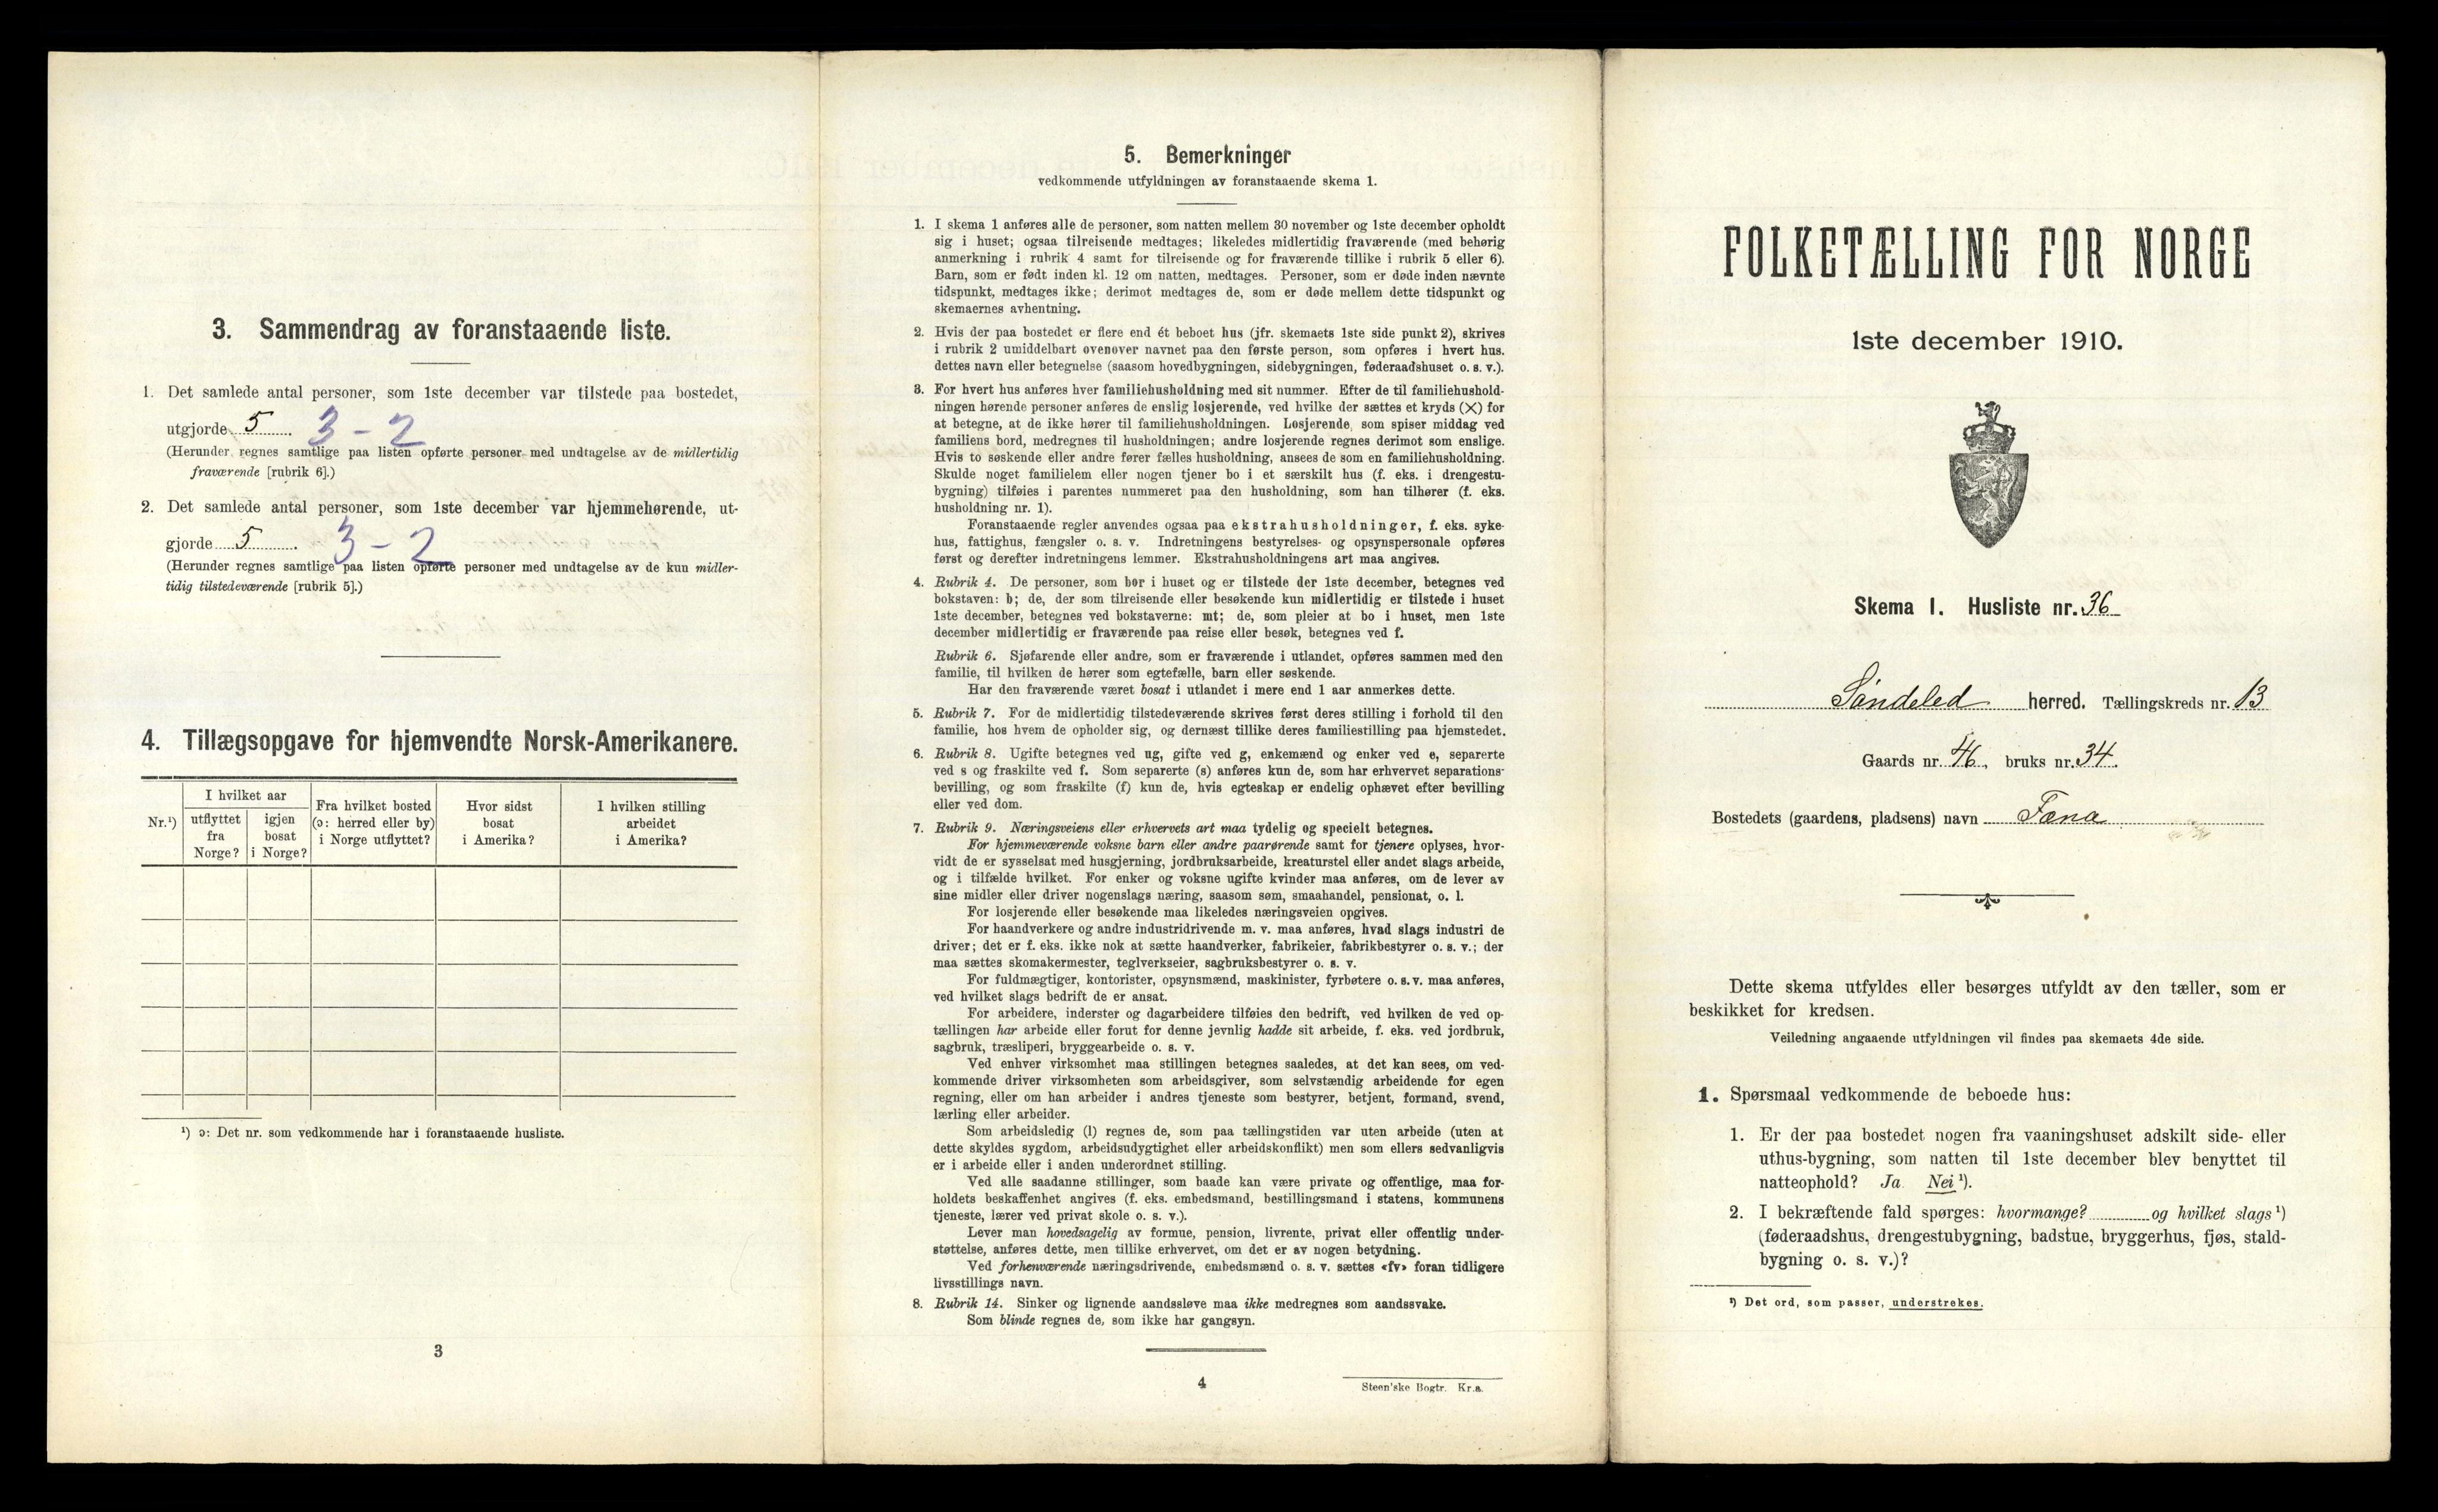 3. Sammendrag av foranstaaende liste.
1. Det samlede antal personer, som 1ste december var tilstede paa bostedet,
utgjorde 5. 3 - 2
(Herunder regnes samtlige paa listen opførte personer med undtagelse av de midlertidig
fraværende [rubrik 6].)
2. Det samlede antal personer, som 1ste december var hjemmehørende, ut-
gjorde 5. 3 - 2
(Herunder regnes samtlige paa listen opførte personer med undtagelse av de kun midler-
tidig tilstedeværende [rubrik 5].)
4. Tillægsopgave for hjemvendte Norsk-Amerikanere.
Nr.¹)
I hvilket aar
utflyttet
fra
Norge?
igjen
bosat
i Norge?
Fra hvilket bosted
(ɔ: herred eller by)
i Norge utflyttet?
Hvor sidst
bosat
i Amerika?
I hvilken stilling
arbeidet
i Amerika?
¹) ɔ: Det nr. som vedkommende har i foranstaaende husliste.
3
5. Bemerkninger
vedkommende utfyldningen av foranstaaende skema 1.
1. I skema 1 anføres alle de personer, som natten mellem 30 november og 1ste december opholdt
sig i huset; ogsaa tilreisende medtages; likeledes midlertidig fraværende (med behørig
anmerkning i rubrik 4 samt for tilreisende og for fraværende tillike i rubrik 5 eller 6).
Barn, som er født inden kl. 12 om natten, medtages. Personer, som er døde inden nævnte
tidspunkt, medtages ikke; derimot medtages de, som er døde mellem dette tidspunkt og
skemaernes avhentning.
2. Hvis der paa bostedet er flere end ét beboet hus (jfr. skemaets 1ste side punkt 2), skrives
i rubrik 2 umiddelbart ovenover navnet paa den første person, som opføres i hvert hus.
dettes navn eller betegnelse (saasom hovedbygningen, sidebygningen, føderaadshuset o. s. v.).
3. For hvert hus anføres hver familiehusholdning med sit nummer. Efter de til familiehushold-
ningen hørende personer anføres de enslig losjerende, ved hvilke der sættes et kryds (X) for
at betegne, at de ikke hører til familiehusholdningen. Losjerende, som spiser middag ved
familiens bord, medregnes til husholdningen; andre losjerende regnes derimot som enslige.
Hvis to søskende eller andre fører fælles husholdning, ansees de som en familiehusholdning.
Skulde noget familielem eller nogen tjener bo i et særskilt hus (f. eks. i drengestu-
bygning) tilføies i parentes nummeret paa den husholdning, som han tilhører (f. eks.
husholdning nr. 1).
Foranstaaende regler anvendes ogsaa paa ekstrahusholdninger, f. eks. syke-
hus, fattighus, fængsler o. s. v. Indretningens bestyrelses- og opsynspersonale opføres
først og derefter indretningens lemmer. Ekstrahusholdningens art maa angives.
4. Rubrik 4. De personer, som bor i huset og er tilstede der 1ste december, betegnes ved
bokstaven: b; de, der som tilreisende eller besøkende kun midlertidig er tilstede i huset
1ste december, betegnes ved bokstaverne: mt; de, som pleier at bo i huset, men 1ste
december midlertidig er fraværende paa reise eller besøk, betegnes ved f.
Rubrik 6. Sjøfarende eller andre, som er fraværende i utlandet, opføres sammen med den
familie, til hvilken de hører som egtefælle, barn eller søskende.
Har den fraværende været bosat i utlandet i mere end 1 aar anmerkes dette.
5. Rubrik 7. For de midlertidig tilstedeværende skrives først deres stilling i forhold til den
familie, hos hvem de opholder sig, og dernæst tillike deres familiestilling paa hjemstedet.
6. Rubrik 8. Ugifte betegnes ved ug, gifte ved g, enkemænd og enker ved e, separerte
ved s og fraskilte ved f. Som separerte (s) anføres kun de, som har erhvervet separations-
bevilling, og som fraskilte (f) kun de, hvis egteskap er endelig ophævet efter bevilling
eller ved dom.
7. Rubrik 9. Næringsveiens eller erhvervets art maa tydelig og specielt betegnes.
For hjemmeværende voksne barn eller andre paarørende samt for tjenere oplyses, hvor-
vidt de er sysselsat med husgjerning, jordbruksarbeide, kreaturstel eller andet slags arbeide,
og i tilfælde hvilket. For enker og voksne ugifte kvinder maa anføres, om de lever av
sine midler eller driver nogenslags næring, saasom søm, smaahandel, pensionat, o. l.
For losjerende eller besøkende maa likeledes næringsveien opgives.
For haandverkere og andre industridrivende m. v. maa anføres, hvad slags industri de
driver; det er f. eks. ikke nok at sætte haandverker, fabrikeier, fabrikbestyrer o. s. v.; der
maa sættes skomakermester, teglverkseier, sagbruksbestyrer o. s. v.
For fuldmægtiger, kontorister, opsynsmænd, maskinister, fyrbøtere o. s. v. maa anføres,
ved hvilket slags bedrift de er ansat.
For arbeidere, inderster og dagarbeidere tilføies den bedrift, ved hvilken de ved op-
tællingen har arbeide eller forut for denne jevnlig hadde sit arbeide, f. eks. ved jordbruk,
sagbruk, træsliperi, bryggearbeide o. s. v.
Ved enhver virksomhet maa stillingen betegnes saaledes, at det kan sees, om ved-
kommende driver virksomheten som arbeidsgiver, som selvstændig arbeidende for egen
regning, eller om han arbeider i andres tjeneste som bestyrer, betjent, formand, svend,
lærling eller arbeider.
Som arbeidsledig (l) regnes de, som paa tællingstiden var uten arbeide (uten at
dette skyldes sygdom, arbeidsudygtighet eller arbeidskonflikt) men som ellers sedvanligvis
er i arbeide eller i anden underordnet stilling.
Ved alle saadanne stillinger, som baade kan være private og offentlige, maa for-
holdets beskaffenhet angives (f. eks. embedsmand, bestillingsmand i statens, kommunens
tjeneste, lærer ved privat skole o. s. v.).
Lever man hovedsagelig av formue, pension, livrente, privat eller offentlig under-
støttelse, anføres dette, men tillike erhvervet, om det er av nogen betydning.
Ved forhenværende næringsdrivende, embedsmænd o. s. v. sættes «fv» foran tidligere
livsstillings navn.
8. Rubrik 14. Sinker og lignende aandssløve maa ikke medregnes som aandssvake.
Som blinde regnes de, som ikke har gangsyn.
4
Steen'ske Bogtr. Kr.a.
FOLKETÆLLING FOR NORGE
1ste december 1910.
Skema I. Husliste nr. 36
Søndeled herred. Tællingskreds nr. 13
Gaards nr. 46, bruks nr. 34.
Bostedets (gaardens, pladsens) navn Fæna
Dette skema utfyldes eller besørges utfyldt av den tæller, som er
beskikket for kredsen.
Veiledning angaaende utfyldningen vil findes paa skemaets 4de side.
1. Spørsmaal vedkommende de beboede hus:
1. Er der paa bostedet nogen fra vaaningshuset adskilt side- eller
uthus-bygning, som natten til 1ste december blev benyttet til
natteophold? Ja Nei ¹).
2. I bekræftende fald spørges: hvormange? og hvilket slags ¹)
(føderaadshus, drengestubygning, badstue, bryggerhus, fjøs, stald-
bygning o. s. v.)?
¹) Det ord, som passer, understrekes.